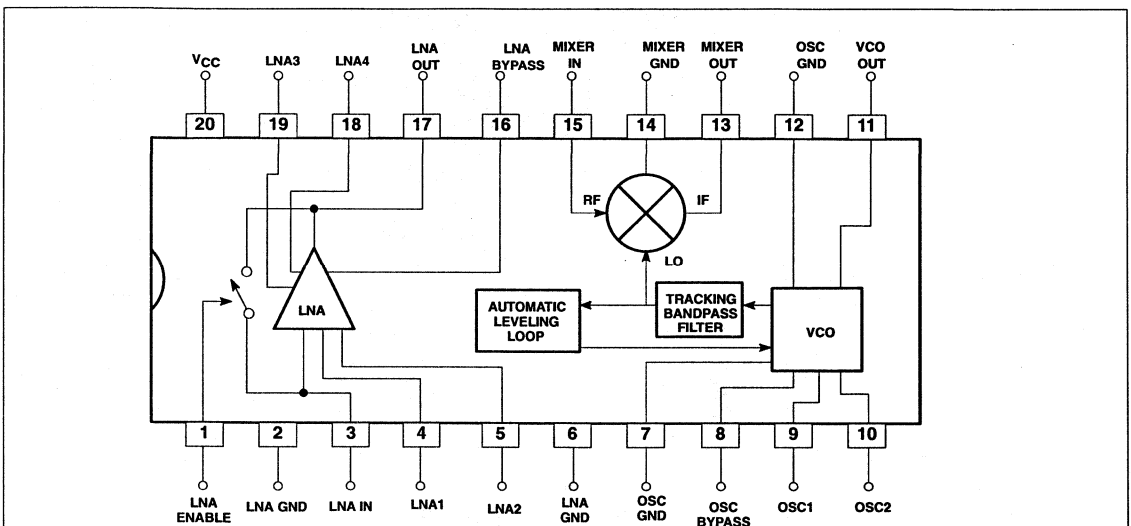 VCC
LNA3
LNA4
LNA
OUT
LNA
BYPASS
MIXER
IN
MIXER
GND
MIXER
OUT
OSC
GND
VCO
OUT
20
19
18
17
16
15
14
13
12
11
RF
IF
LO
LNA
AUTOMATIC
LEVELING
LOOP
TRACKING
BANDPASS
FILTER
VCO
1
2
3
4
5
6
7
8
9
10
LNA
ENABLE
LNA GND
LNA IN
LNA1
LNA2
LNA
GND
OSC
GND
OSC
BYPASS
OSC1
OSC2